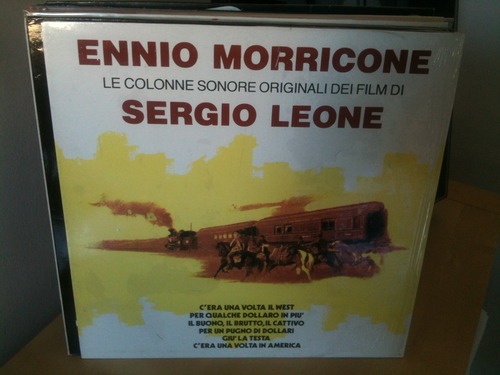 ENNIO MORRICONE
LE COLONNE SONORE ORIGINALI DEI FILM DI
SERGIO LEONE
C'ERA UNA VOLTA IL WEST
PER QUALCHE DOLLARO IN PIU'
IL BUONO, IL BRUTTO, IL CATTIVO
PER UN PUGNO DI DOLLARI
GIU' LA TESTA
C'ERA UNA VOLTA IN AMERICA